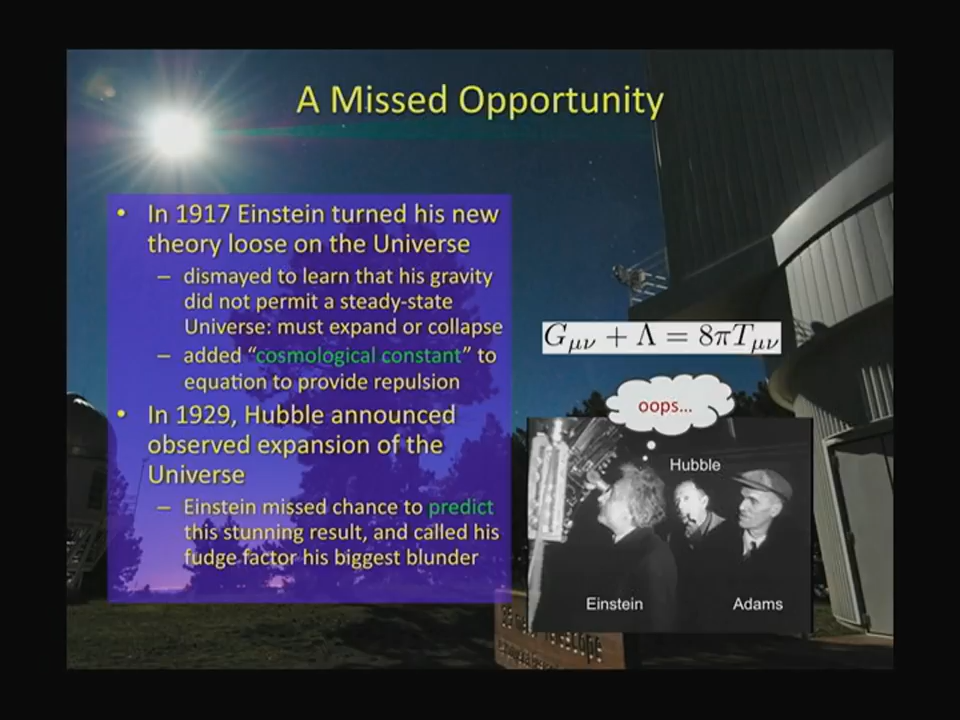 A Missed Opportunity
• In 1917 Einstein turned his new
theory loose on the Universe
– dismayed to learn that his gravity
did not permit a steady-state
Universe: must expand or collapse
– added “cosmological constant” to
equation to provide repulsion
• In 1929, Hubble announced
observed expansion of the
Universe
– Einstein missed chance to predict
this stunning result, and called his
fudge factor his biggest blunder
Gμν + Λ = 8πTμν
oops...
Hubble
Einstein
Adams